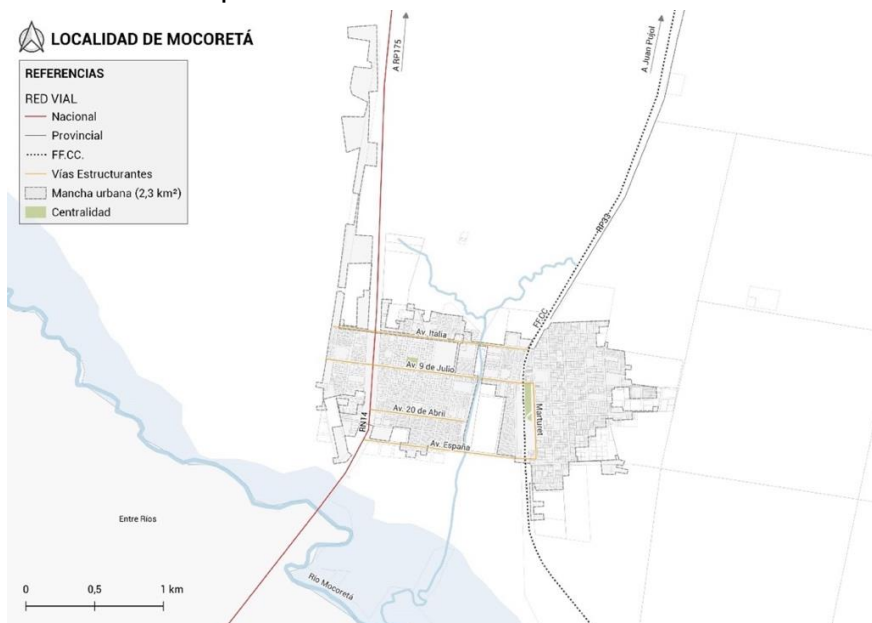 LOCALIDAD DE MOCORETÁ
REFERENCIAS
RED VIAL
Nacional
Provincial
FF.CC.
Vías Estructurantes
Mancha urbana (2,3 km²)
Centralidad
A RP175
A Juan Pujol
RP33
FF.CC.
Av. Italia
Av. 9 de Julio
Av. 20 de Abril
Marturet
RN14
Av. España
Entre Ríos
Río Mocoretá
0 0,5 1 km